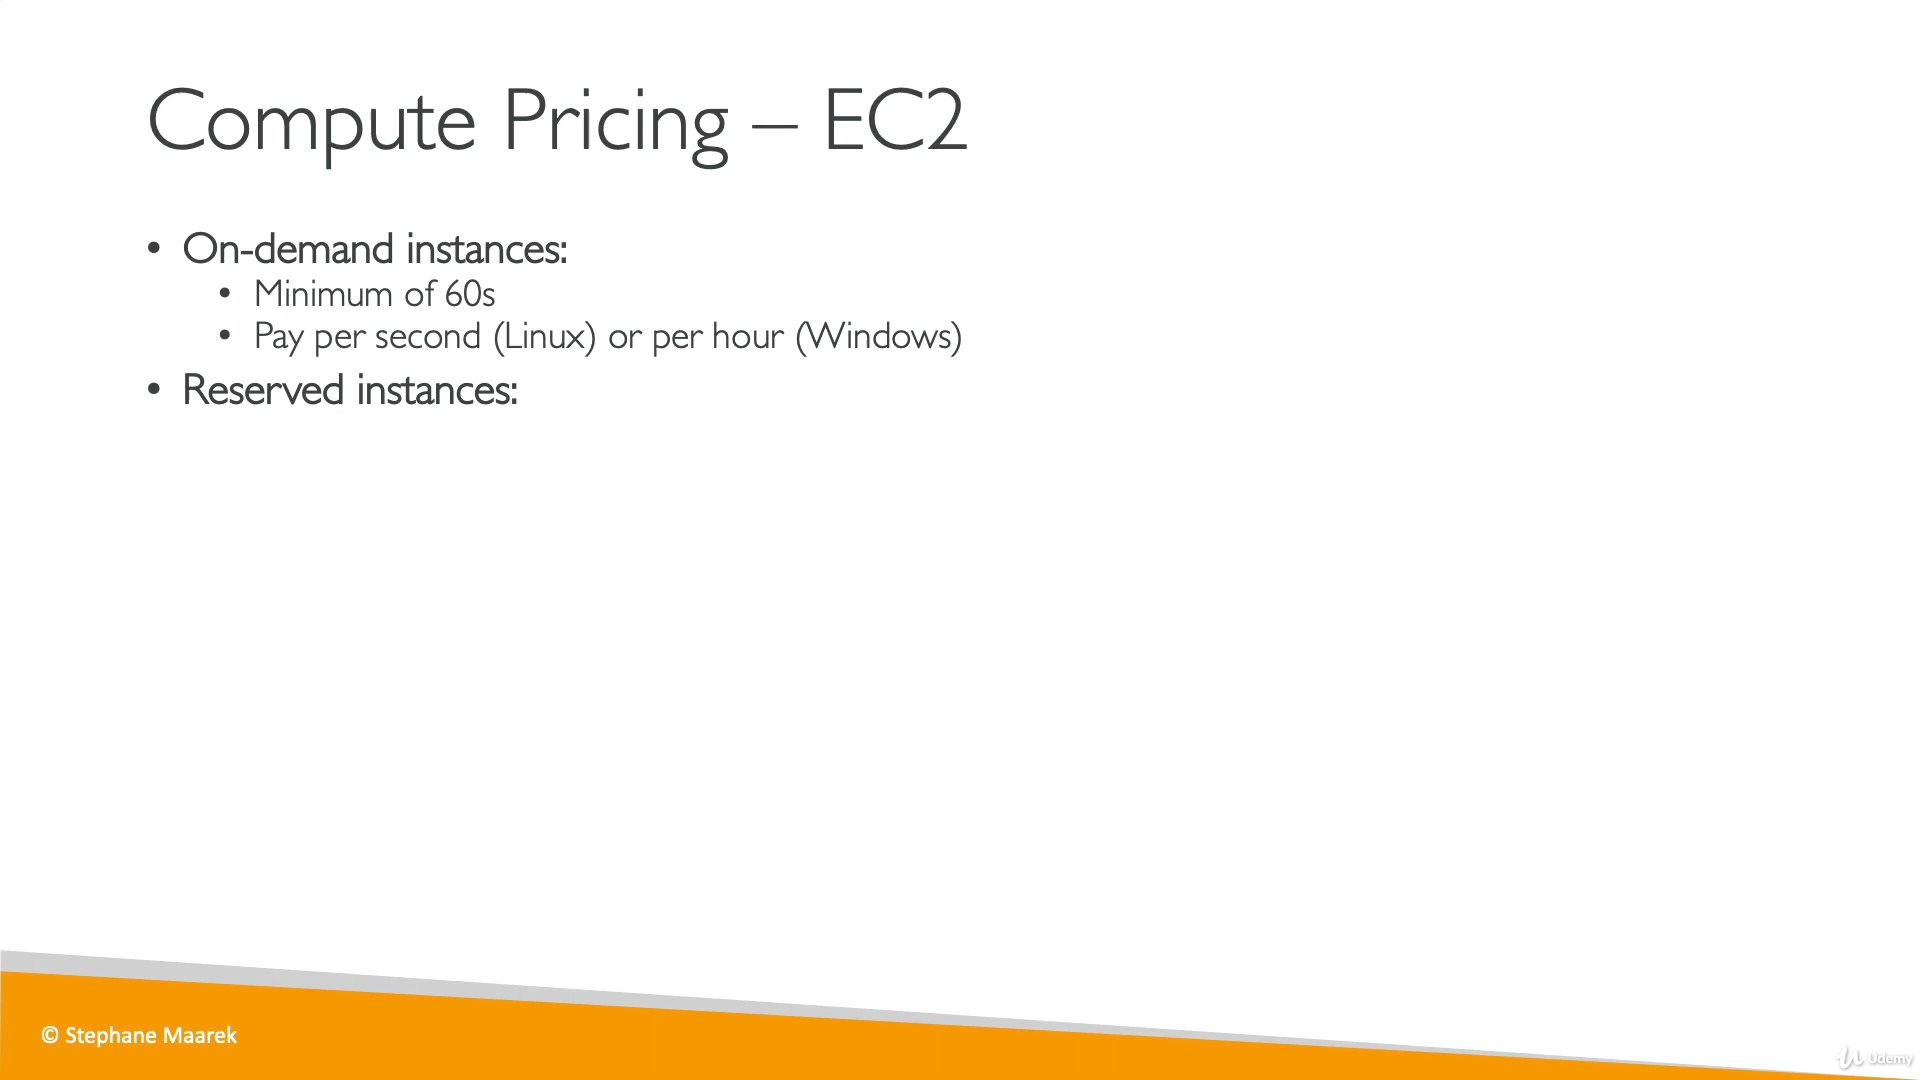 Compute Pricing – EC2
• On-demand instances:
• Minimum of 60s
• Pay per second (Linux) or per hour (Windows)
• Reserved instances:
© Stephane Maarek
Udemy